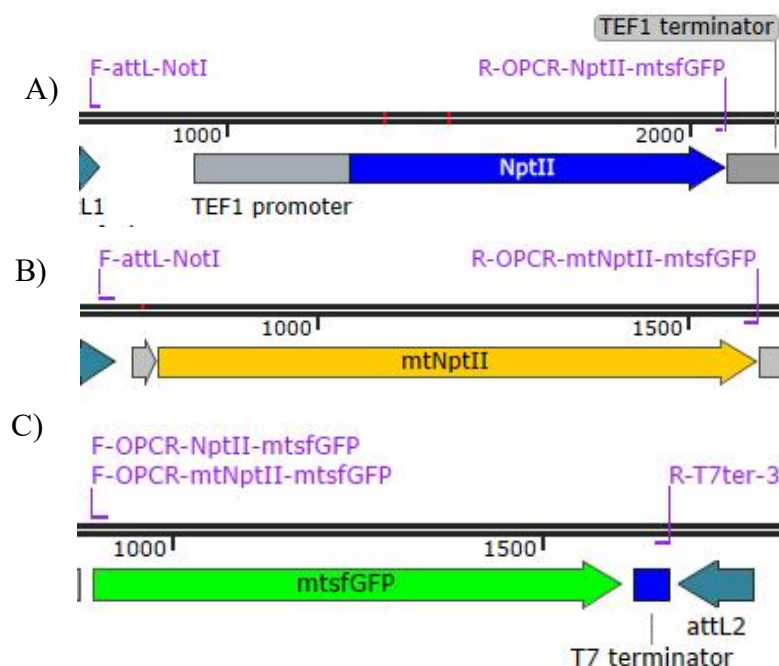 TEF1 terminator
F-attL-NotI
R-OPCR-NptII-mtsfGFP
A)
1000
2000
NptII
L1
TEF1 promoter
B)
F-attL-NotI
R-OPCR-mtNptII-mtsfGFP
1000
1500
mtNptII
C)
F-OPCR-NptII-mtsfGFP
F-OPCR-mtNptII-mtsfGFP
R-T7ter-3
1000
1500
mtsfGFP
attL2
T7 terminator